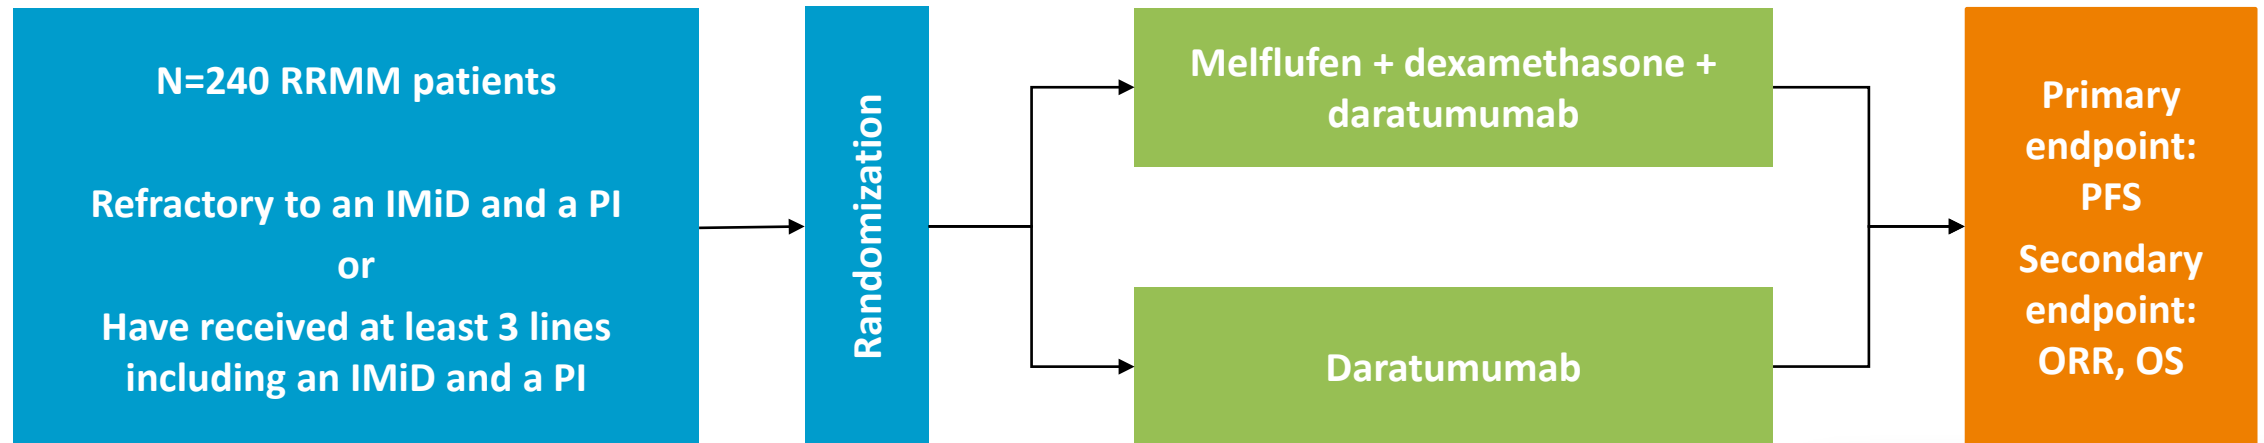 N=240 RRMM patients
Refractory to an IMiD and a PI
or
Have received at least 3 lines
including an IMiD and a PI
Randomization
Melflufen + dexamethasone +
daratumumab
Daratumumab
Primary
endpoint:
PFS
Secondary
endpoint:
ORR, OS